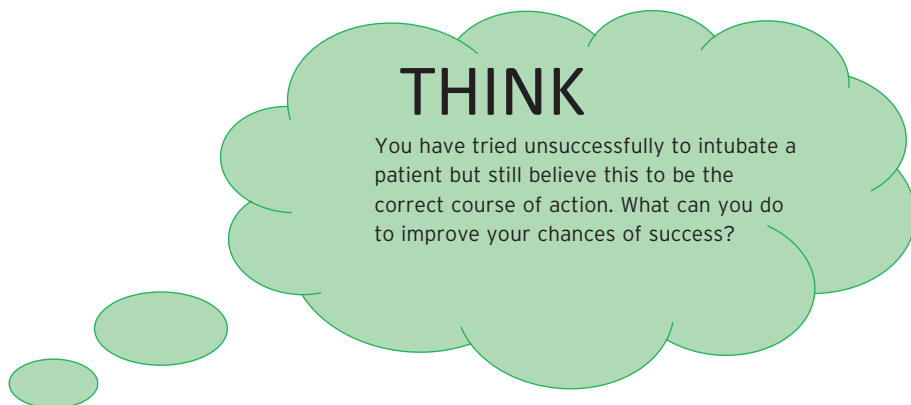 THINK
You have tried unsuccessfully to intubate a
patient but still believe this to be the
correct course of action. What can you do
to improve your chances of success?